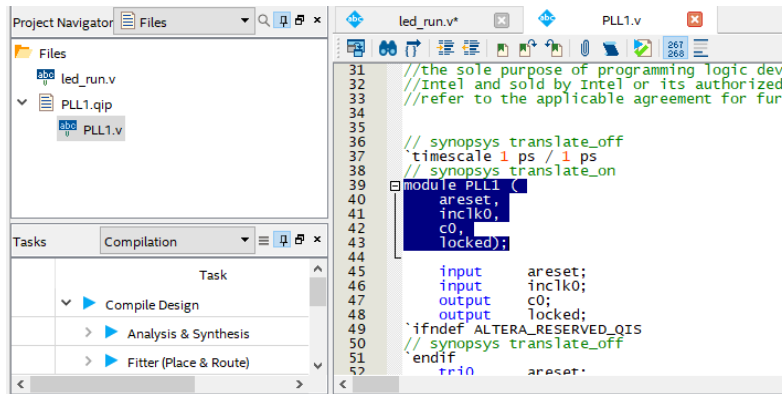 Project Navigator Files
Files
led_run.v
PLL1.qip
PLL1.v
Tasks Compilation
Task
Compile Design
Analysis & Synthesis
Fitter (Place & Route)
led_run.v* PLL1.v
267
268
31 //the sole purpose of programming logic dev
32 //Intel and sold by Intel or its authorized
33 //refer to the applicable agreement for fur
34
35
36 // synopsys translate_off
37 `timescale 1 ps / 1 ps
38 // synopsys translate_on
39 module PLL1 (
40 areset,
41 inclk0,
42 c0,
43 locked);
44
45 input areset;
46 input inclk0;
47 output c0;
48 output locked;
49 `ifndef ALTERA_RESERVED_QIS
50 // synopsys translate_off
51 `endif
52 tri0 areset;